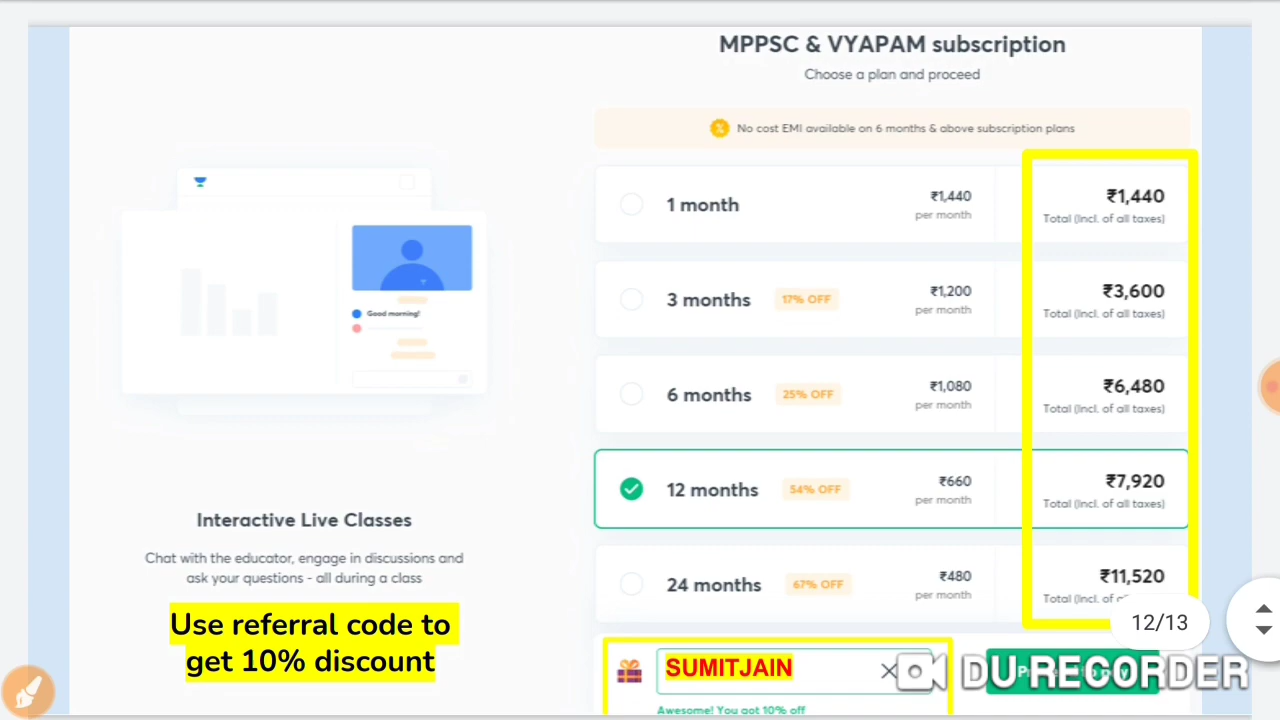 MPPSC & VYAPAM subscription
Choose a plan and proceed
No cost EMI available on 6 months & above subscription plans
1 month ₹1,440 per month ₹1,440 Total (Incl. of all taxes)
3 months 17% OFF ₹1,200 per month ₹3,600 Total (Incl. of all taxes)
6 months 25% OFF ₹1,080 per month ₹6,480 Total (Incl. of all taxes)
12 months 54% OFF ₹660 per month ₹7,920 Total (Incl. of all taxes)
24 months 67% OFF ₹480 per month ₹11,520 Total (Incl. of
Good morning!
Interactive Live Classes
Chat with the educator, engage in discussions and
ask your questions - all during a class
Use referral code to
get 10% discount
12/13
SUMITJAIN
Awesome! You got 10% off
DU RECORDER